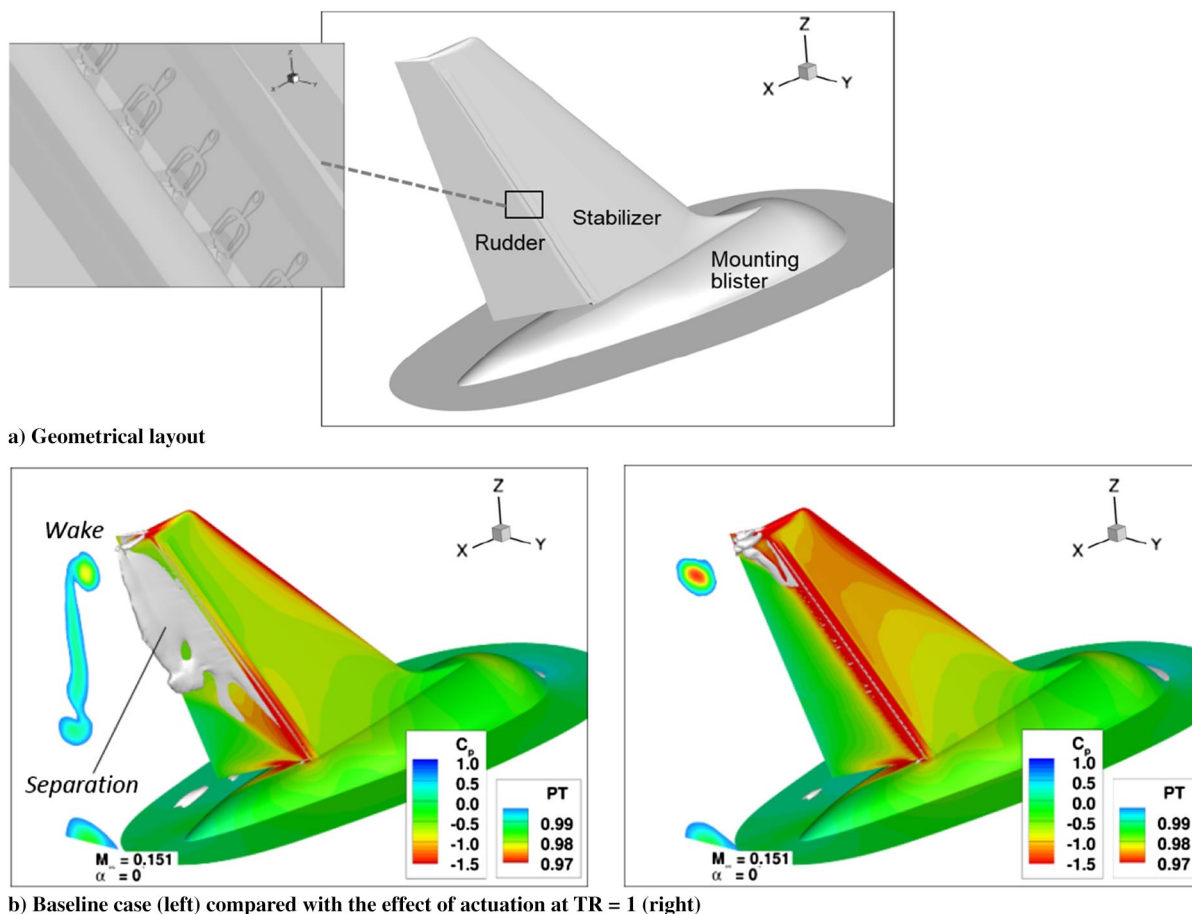 Z
X
Y
Z
X
Y
Stabilizer
Rudder
Mounting
blister
a) Geometrical layout
Wake
Z
X
Y
Separation
Cp
1.0
0.5
0.0
-0.5
-1.0
-1.5
PT
0.99
0.98
0.97
M∞ = 0.151
α = 0
Z
X
Y
Cp
1.0
0.5
0.0
-0.5
-1.0
-1.5
PT
0.99
0.98
0.97
M∞ = 0.151
α = 0
b) Baseline case (left) compared with the effect of actuation at TR = 1 (right)